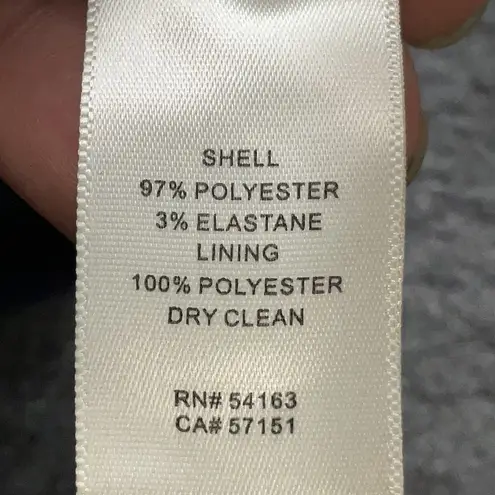 SHELL
97% POLYESTER
3% ELASTANE
LINING
100% POLYESTER
DRY CLEAN
RN# 54163
CA# 57151